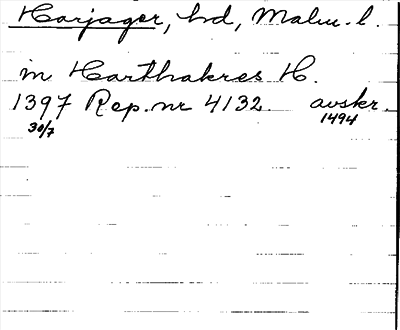 Harjager, hd, Malm. l.
in Harthakres H.
1397 Rep. nr 4132. avskr.
30/7 1494